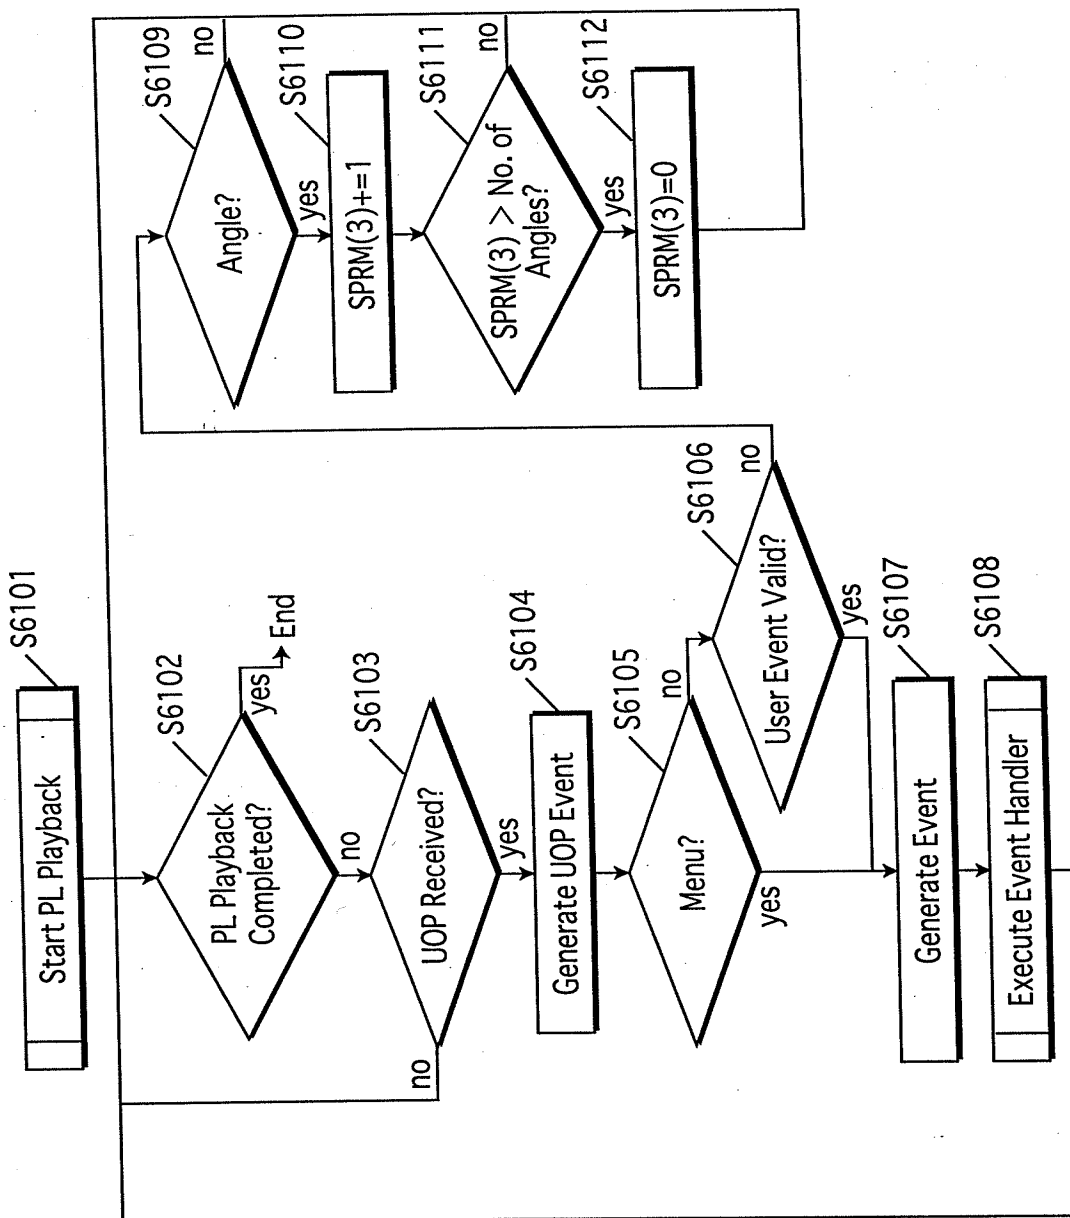 S6101
Start PL Playback
S6102
PL Playback
Completed?
yes
End
no
S6103
UOP Received?
no
yes
S6104
Generate UOP Event
S6105
Menu?
no
yes
S6106
User Event Valid?
no
yes
S6107
Generate Event
S6108
Execute Event Handler
S6109
Angle?
no
yes
S6110
SPRM(3)+=1
S6111
SPRM(3) > No. of
Angles?
no
yes
S6112
SPRM(3)=0